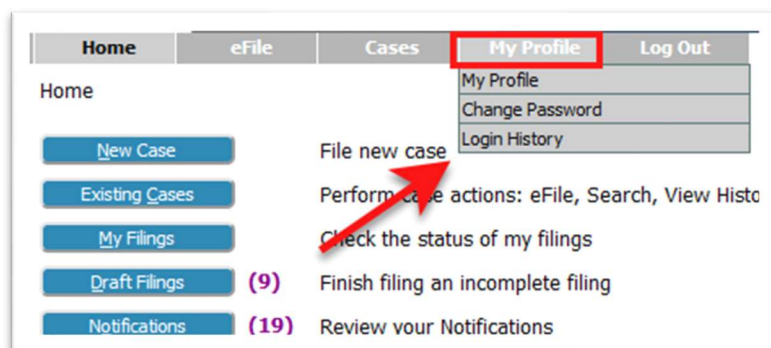 Home eFile Cases My Profile Log Out
My Profile
Home
Change Password
Login History
New Case File new case
Existing Cases Perform case actions: eFile, Search, View Histo
My Filings Check the status of my filings
Draft Filings (9) Finish filing an incomplete filing
Notifications (19) Review your Notifications